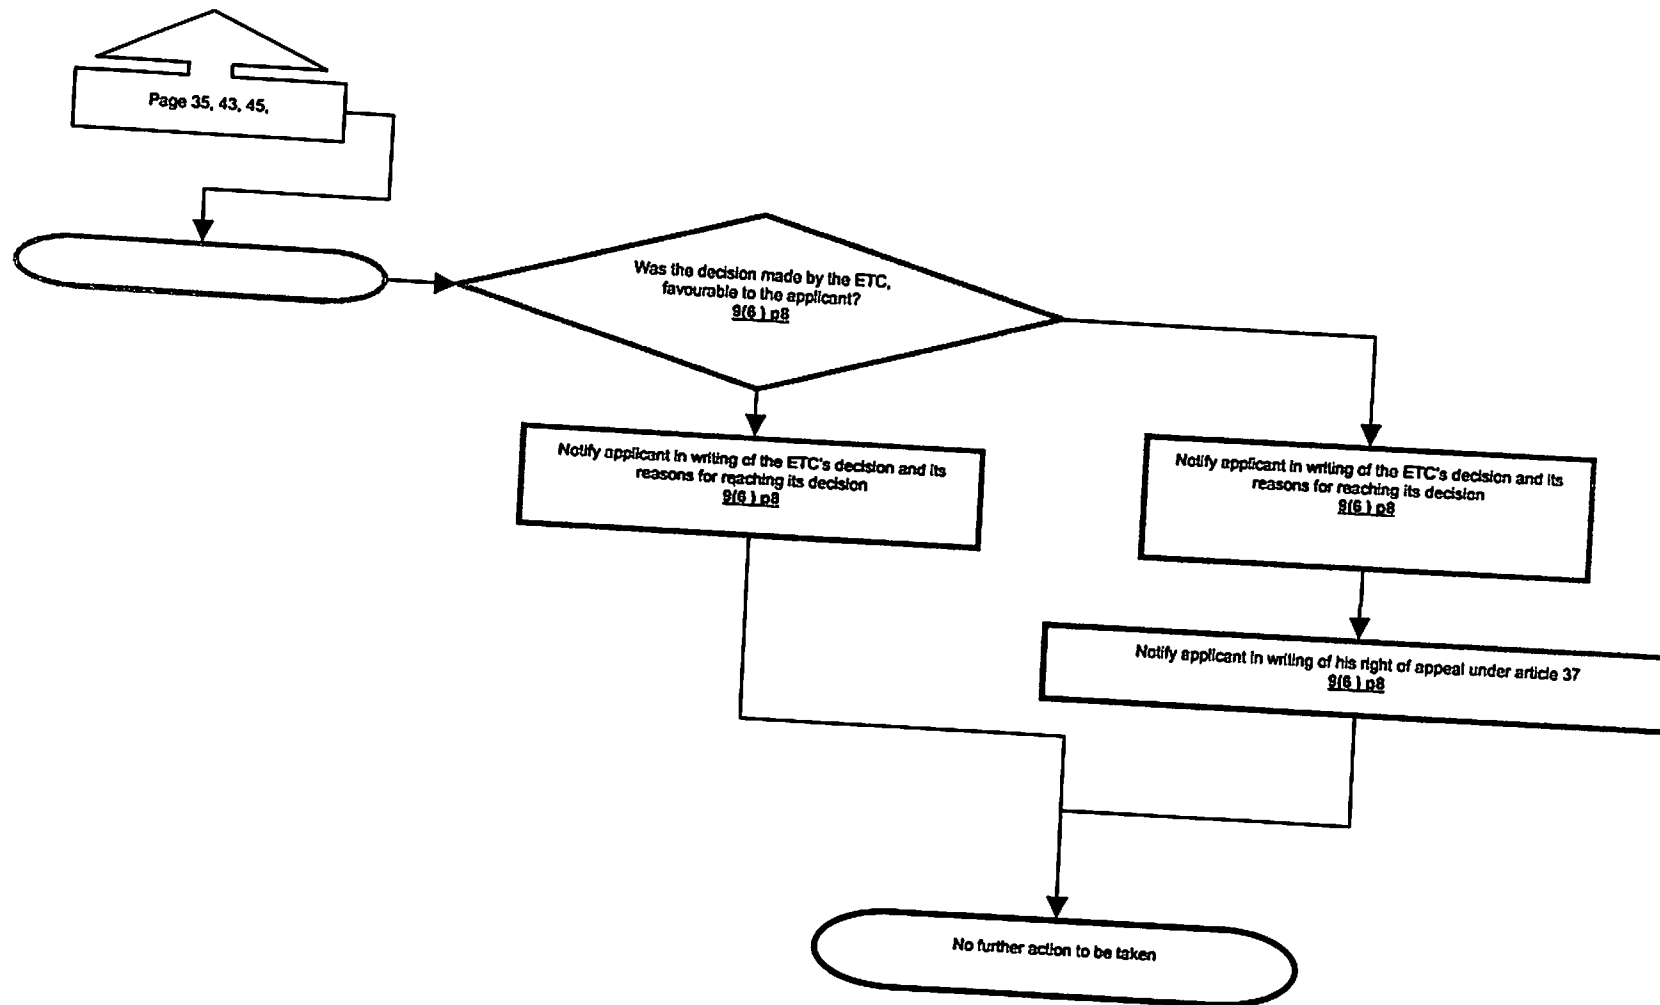 Page 35, 43, 45,
Was the decision made by the ETC,
favourable to the applicant?
9(6 ) p8
Notify applicant in writing of the ETC's decision and its
reasons for reaching its decision
9(6 ) p8
Notify applicant in writing of the ETC's decision and its
reasons for reaching its decision
9(6 ) p8
Notify applicant in writing of his right of appeal under article 37
9(6 ) p8
No further action to be taken